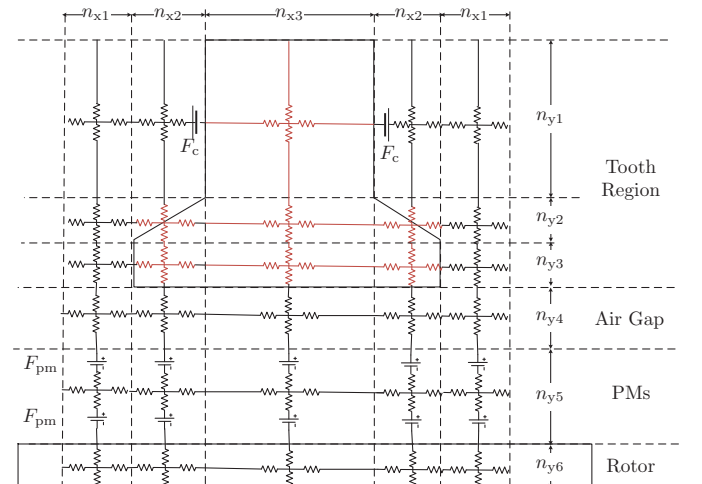 n_x1 n_x2 n_x3 n_x2 n_x1
n_y1
F_c F_c
Tooth
Region
n_y2
n_y3
n_y4 Air Gap
F_pm
n_y5 PMs
F_pm
n_y6 Rotor